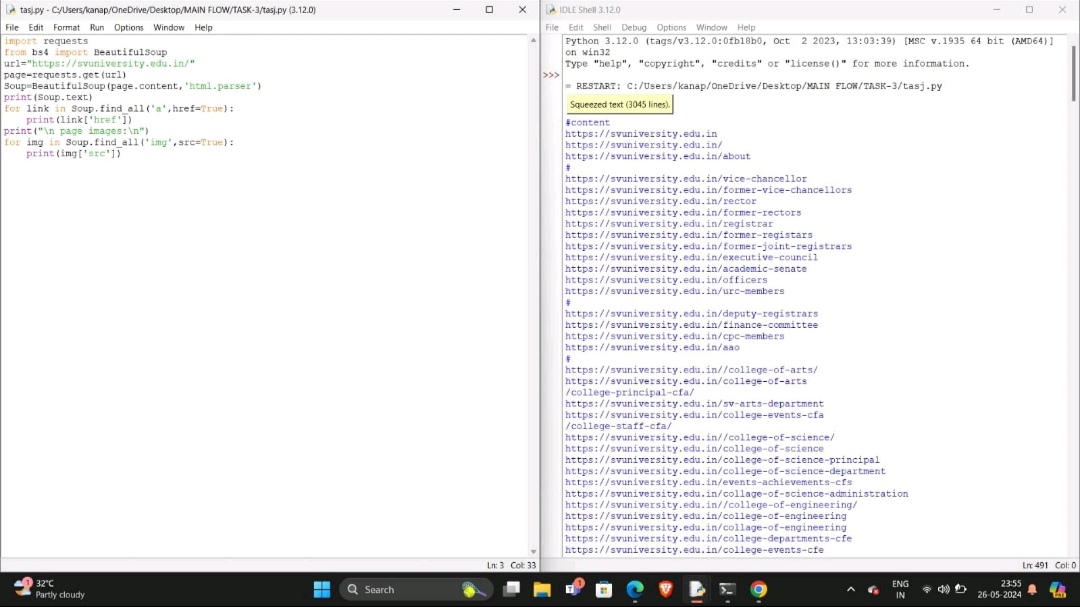 tasj.py - C:/Users/kanap/OneDrive/Desktop/MAIN FLOW/TASK-3/tasj.py (3.12.0)
File Edit Format Run Options Window Help
import requests
from bs4 import BeautifulSoup
url="https://svuniversity.edu.in/"
page=requests.get(url)
Soup=BeautifulSoup(page.content,'html.parser')
print(Soup.text)
for link in Soup.find_all('a',href=True):
    print(link['href'])
print("\n page images:\n")
for img in Soup.find_all('img',src=True):
    print(img['src'])
Ln: 3 Col: 33
IDLE Shell 3.12.0
File Edit Shell Debug Options Window Help
Python 3.12.0 (tags/v3.12.0:0fb18b0, Oct  2 2023, 13:03:39) [MSC v.1935 64 bit (AMD64)]
on win32
Type "help", "copyright", "credits" or "license()" for more information.
>>>
= RESTART: C:/Users/kanap/OneDrive/Desktop/MAIN FLOW/TASK-3/tasj.py
Squeezed text (3045 lines).
#content
https://svuniversity.edu.in
https://svuniversity.edu.in/
https://svuniversity.edu.in/about
#
https://svuniversity.edu.in/vice-chancellor
https://svuniversity.edu.in/former-vice-chancellors
https://svuniversity.edu.in/rector
https://svuniversity.edu.in/former-rectors
https://svuniversity.edu.in/registrar
https://svuniversity.edu.in/former-registars
https://svuniversity.edu.in/former-joint-registrars
https://svuniversity.edu.in/executive-council
https://svuniversity.edu.in/academic-senate
https://svuniversity.edu.in/officers
https://svuniversity.edu.in/urc-members
#
https://svuniversity.edu.in/deputy-registrars
https://svuniversity.edu.in/finance-committee
https://svuniversity.edu.in/cpc-members
https://svuniversity.edu.in/aao
#
https://svuniversity.edu.in//college-of-arts/
https://svuniversity.edu.in/college-of-arts
/college-principal-cfa/
https://svuniversity.edu.in/sv-arts-department
https://svuniversity.edu.in/college-events-cfa
/college-staff-cfa/
https://svuniversity.edu.in//college-of-science/
https://svuniversity.edu.in/college-of-science
https://svuniversity.edu.in/college-of-science-principal
https://svuniversity.edu.in/college-of-science-department
https://svuniversity.edu.in/events-achievements-cfs
https://svuniversity.edu.in/collage-of-science-administration
https://svuniversity.edu.in//college-of-engineering/
https://svuniversity.edu.in/college-of-engineering
https://svuniversity.edu.in/collage-of-engineering
https://svuniversity.edu.in/college-departments-cfe
https://svuniversity.edu.in/college-events-cfe
Ln: 491 Col: 0
32°C
Partly cloudy
Search
ENG
IN
23:55
26-05-2024